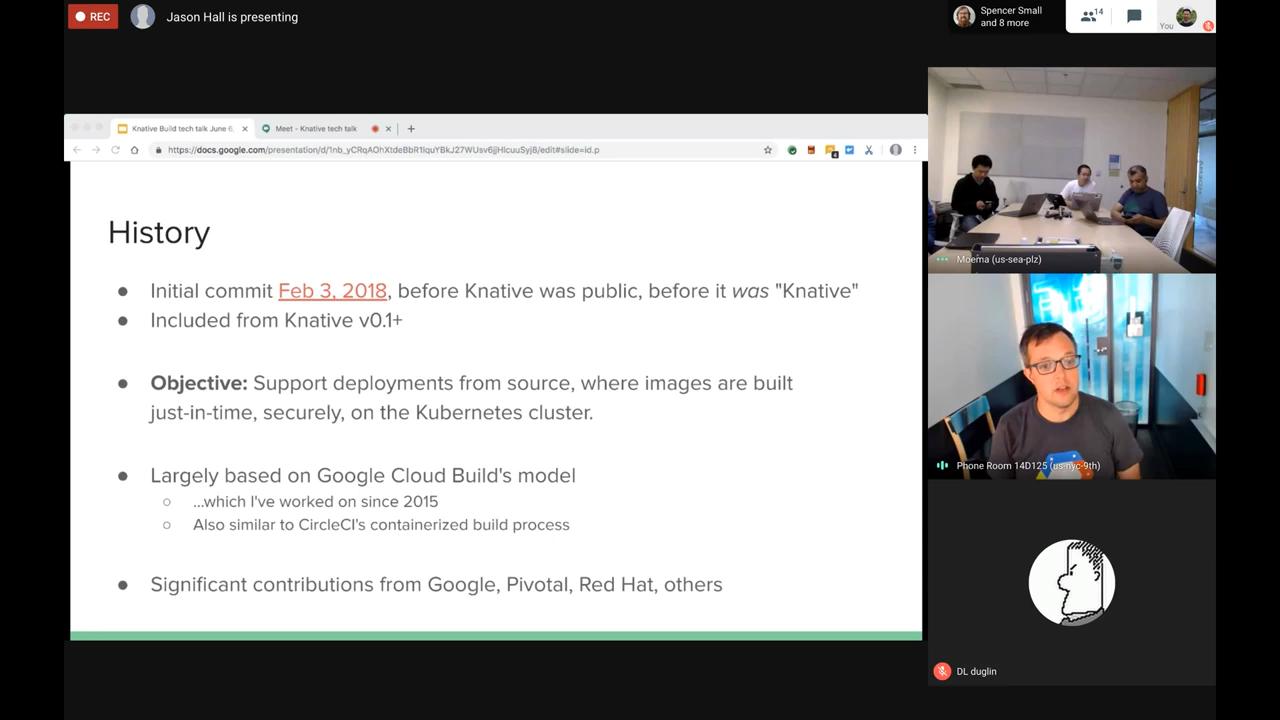 REC
Jason Hall is presenting
Spencer Small
and 8 more
14
You
Knative Build tech talk June 6,
Meet - Knative tech talk
History
● Initial commit Feb 3, 2018, before Knative was public, before it was "Knative"
● Included from Knative v0.1+
● Objective: Support deployments from source, where images are built
just-in-time, securely, on the Kubernetes cluster.
● Largely based on Google Cloud Build's model
○ ...which I've worked on since 2015
○ Also similar to CircleCI's containerized build process
● Significant contributions from Google, Pivotal, Red Hat, others
Moema (us-sea-plz)
Phone Room 14D125 (us-nyc-9th)
DL duglin